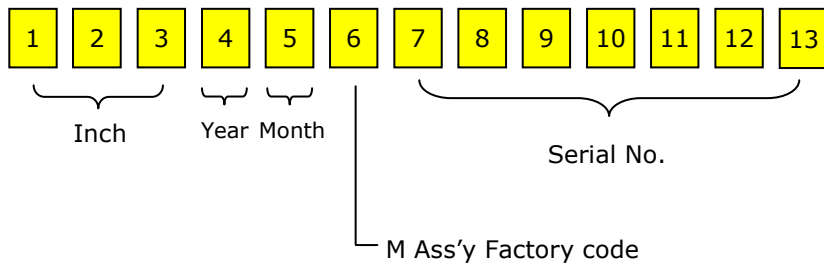 1 2 3 4 5 6 7 8 9 10 11 12 13
Inch Year Month Serial No.
M Ass'y Factory code